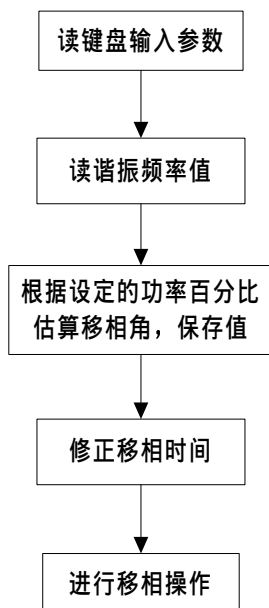 读键盘输入参数
读谐振频率值
根据设定的功率百分比
估算移相角，保存值
修正移相时间
进行移相操作